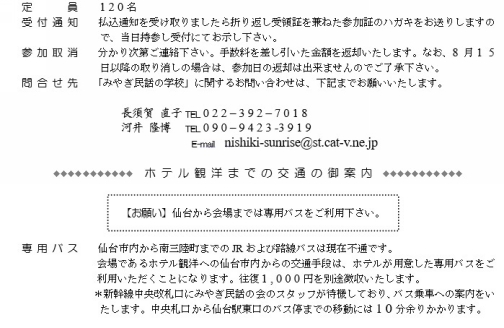 定員 120名
受付通知 払込通知を受け取りましたら折り返し受領証を兼ねた参加証のハガキをお送りしますの
で、当日持参し受付にてお示し下さい。
参加取消 分かり次第ご連絡下さい。手数料を差し引いた金額を返却いたします。なお、8月15
日以降の取り消しの場合は、参加日の返却は出来ませんのでご了承下さい。
問合せ先 「みやぎ民話の学校」に関するお問い合わせは、下記までお願いいたします。
長須賀 直子 TEL 022-392-7018
河井 隆博 TEL 090-9423-3919
E-mail nishiki-sunrise@st.cat-v.ne.jp
◆◆◆◆◆◆◆◆◆◆◆ ホテル観洋までの交通の御案内 ◆◆◆◆◆◆◆◆◆◆◆
【お願い】仙台から会場までは専用バスをご利用下さい。
専用バス 仙台市内から南三陸町までのJRおよび路線バスは現在不通です。
会場であるホテル観洋への仙台市内からの交通手段は、ホテルが用意した専用バスをご
利用いただくことになります。往復1,000円を別途徴収いたします。
*新幹線中央改札口にみやぎ民話の会のスタッフが待機しており、バス乗車への案内をい
たします。中央札口から仙台駅東口のバス停までの移動には10分余りかかります。